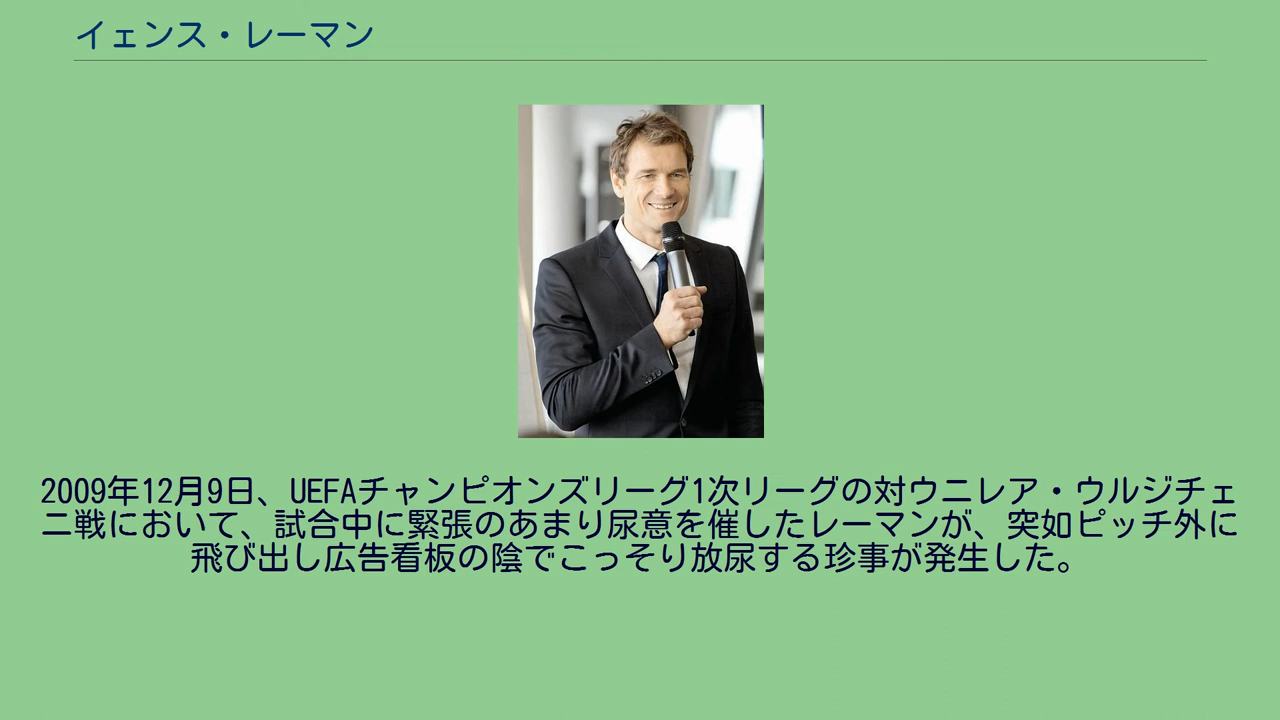 イェンス・レーマン
2009年12月9日、UEFAチャンピオンズリーグ1次リーグの対ウニレア・ウルジチェ
ニ戦において、試合中に緊張のあまり尿意を催したレーマンが、突如ピッチ外に
飛び出し広告看板の陰でこっそり放尿する珍事が発生した。